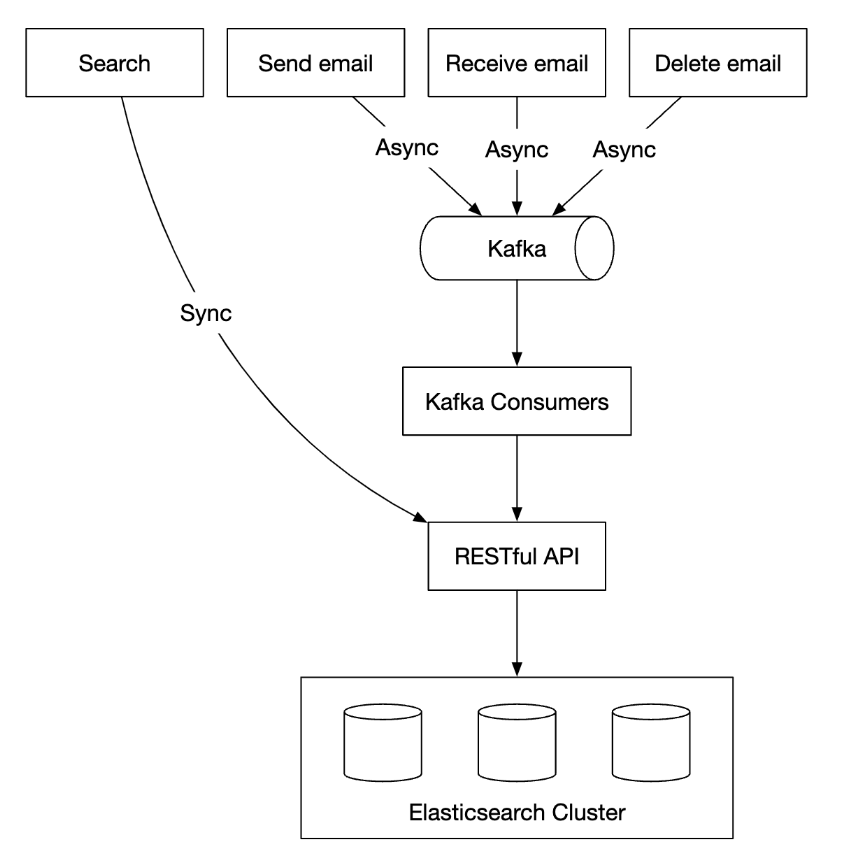 Search
Send email
Receive email
Delete email
Async
Async
Async
Kafka
Sync
Kafka Consumers
RESTful API
Elasticsearch Cluster